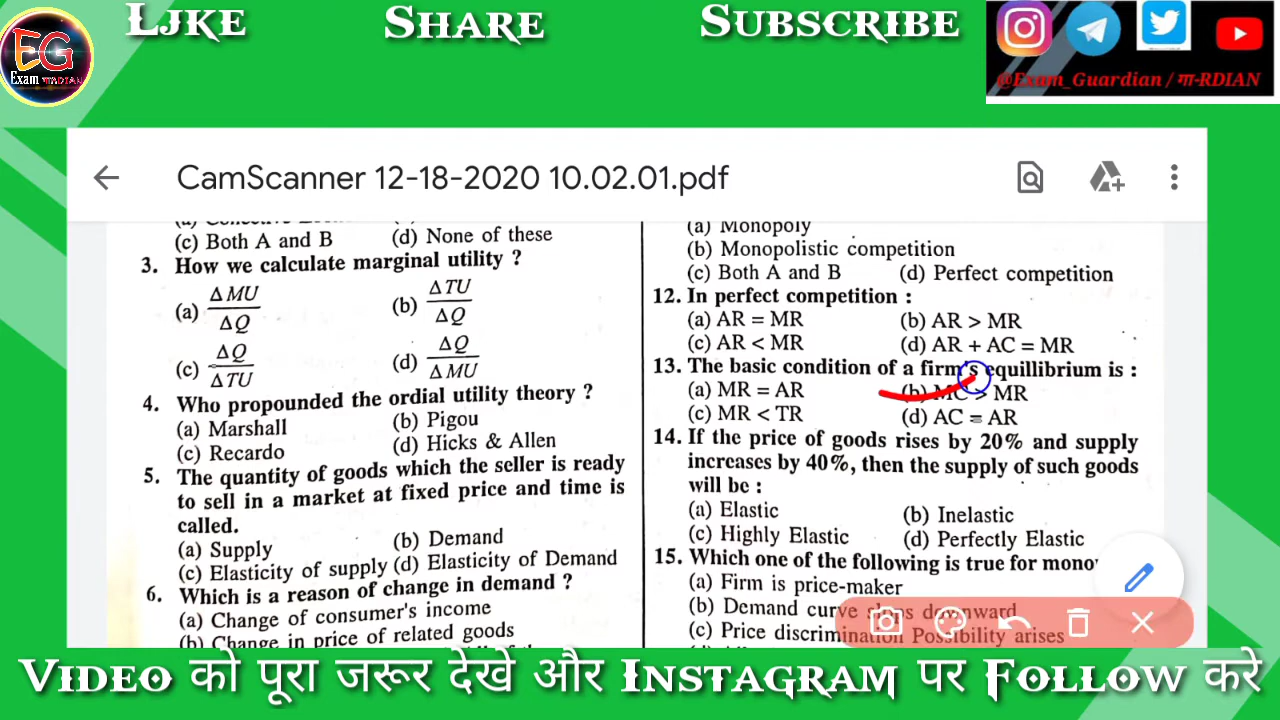 LJKE
SHARE
SUBSCRIBE
EG
Exam गा-RDIAN
@Exam_Guardian / गा-RDIAN
CamScanner 12-18-2020 10.02.01.pdf
(c) Both A and B (d) None of these
3. How we calculate marginal utility ?
(a) ΔMU/ΔQ (b) ΔTU/ΔQ
(c) ΔQ/ΔTU (d) ΔQ/ΔMU
4. Who propounded the ordial utility theory ?
(a) Marshall (b) Pigou
(c) Recardo (d) Hicks & Allen
5. The quantity of goods which the seller is ready
to sell in a market at fixed price and time is
called.
(a) Supply (b) Demand
(c) Elasticity of supply (d) Elasticity of Demand
6. Which is a reason of change in demand ?
(a) Change of consumer's income
(b) Change in price of related goods
(a) Monopoly
(b) Monopolistic competition
(c) Both A and B (d) Perfect competition
12. In perfect competition :
(a) AR = MR (b) AR > MR
(c) AR < MR (d) AR + AC = MR
13. The basic condition of a firm's equillibrium is :
(a) MR = AR (b) MC > MR
(c) MR < TR (d) AC = AR
14. If the price of goods rises by 20% and supply
increases by 40%, then the supply of such goods
will be :
(a) Elastic (b) Inelastic
(c) Highly Elastic (d) Perfectly Elastic
15. Which one of the following is true for mono
(a) Firm is price-maker
(b) Demand curve slops downward
(c) Price discrimination Possibility arises
VIDEO को पूरा जरूर देखे और INSTAGRAM पर FOLLOW करे